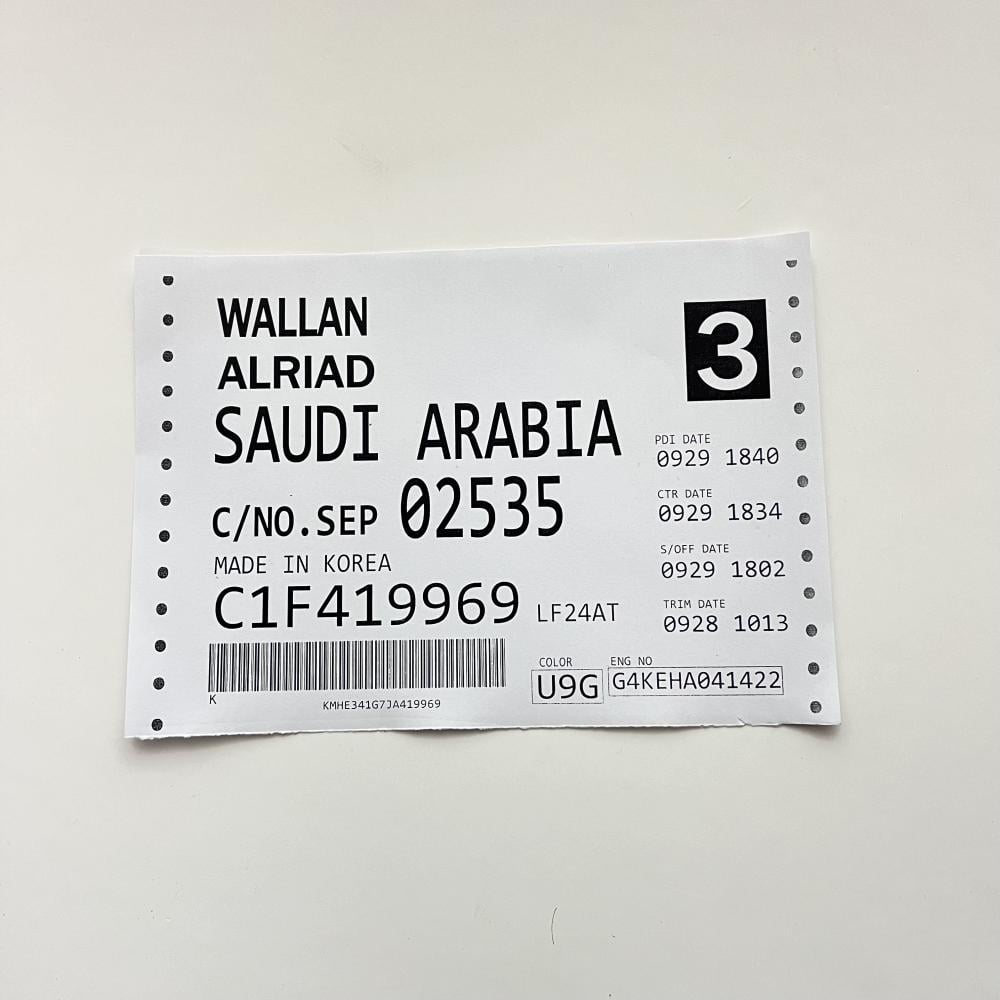 WALLAN
ALRIAD
SAUDI ARABIA
3
C/NO.SEP 02535
MADE IN KOREA
C1F419969 LF24AT
K
KMHE341G7JA419969
PDI DATE
0929 1840
CTR DATE
0929 1834
S/OFF DATE
0929 1802
TRIM DATE
0928 1013
COLOR
U9G
ENG NO
G4KEHA041422